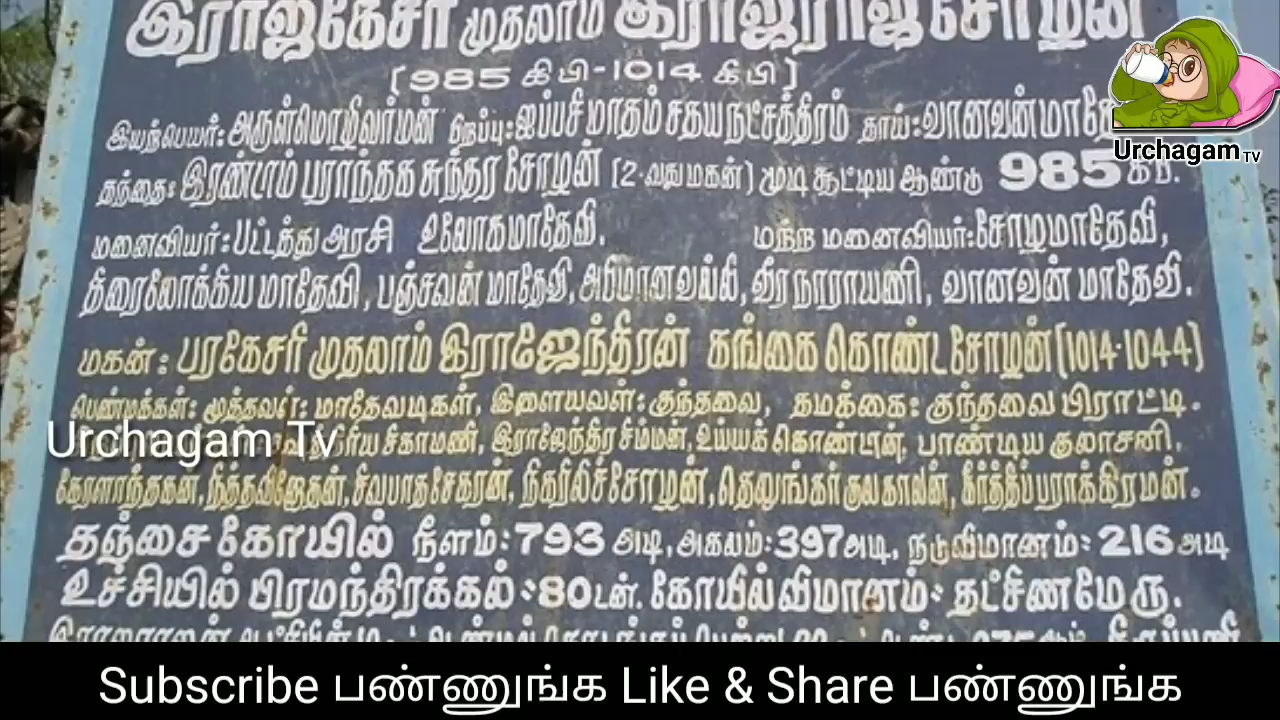 இராஜகேசரி முதலாம் இராஜராஜ சோழன்
(985 கி பி-1014 கி பி)
இயற்பெயர்: அருள்மொழிவர்மன் பிறப்பு: ஐப்பசி மாதம் சதய நட்சத்திரம் தாய்: வானவன்
Urchagam TV
தந்தை: இரண்டாம் பராந்தக சுந்தர சோழன் (2-வது மகன்) முடி சூட்டிய ஆண்டு 985 கிபி.
மனைவியர்: பட்டத்து அரசி உலோகமாதேவி. மற்ற மனைவியர்: சோழமாதேவி,
திரைலோக்கிய மாதேவி, பஞ்சவன் மாதேவி, அபிமானவல்லி, வீரநாராயணி, வானவன் மாதேவி.
மகன்: பரகேசரி முதலாம் இராஜேந்திரன் கங்கை கொண்ட சோழன் (1014-1044)
பெண்மக்கள்: மூத்தவள்: மாதேவடிகள், இளையவள்: குந்தவை, தமக்கை: குந்தவை பிராட்டி.
Urchagam Tv
இராஜேந்திர சிம்மன், உய்யக் கொண்டான், பாண்டிய குலாசனி,
கேரளாந்தகன், நித்தவினோதன், சிவபாதசேகரன், நிகரிலிச்சோழன், தெலுங்கர் குலகாலன், கீர்த்திப்பராக்கிரமன்.
தஞ்சை கோயில் நீளம்: 793 அடி, அகலம்: 397 அடி, நடுவிமானம்: 216 அடி
உச்சியில் பிரமந்திரக்கல்: 80 டன். கோயில் விமானம்: தட்சிணமேரு.
Subscribe பண்ணுங்க Like & Share பண்ணுங்க